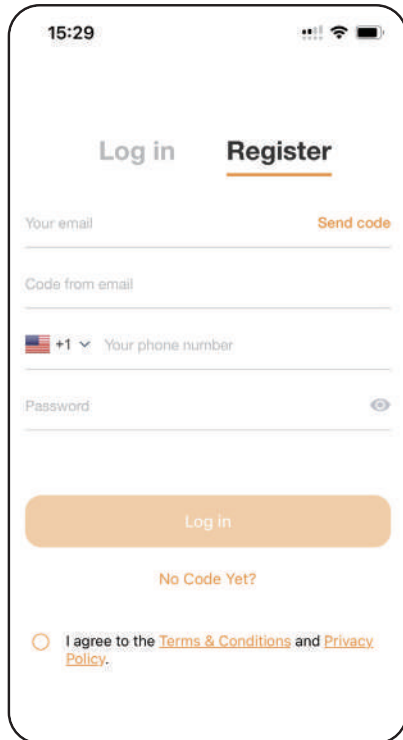 15:29
Log in Register
Your email Send code
Code from email
+1 Your phone number
Password
Log in
No Code Yet?
I agree to the Terms & Conditions and Privacy
Policy.